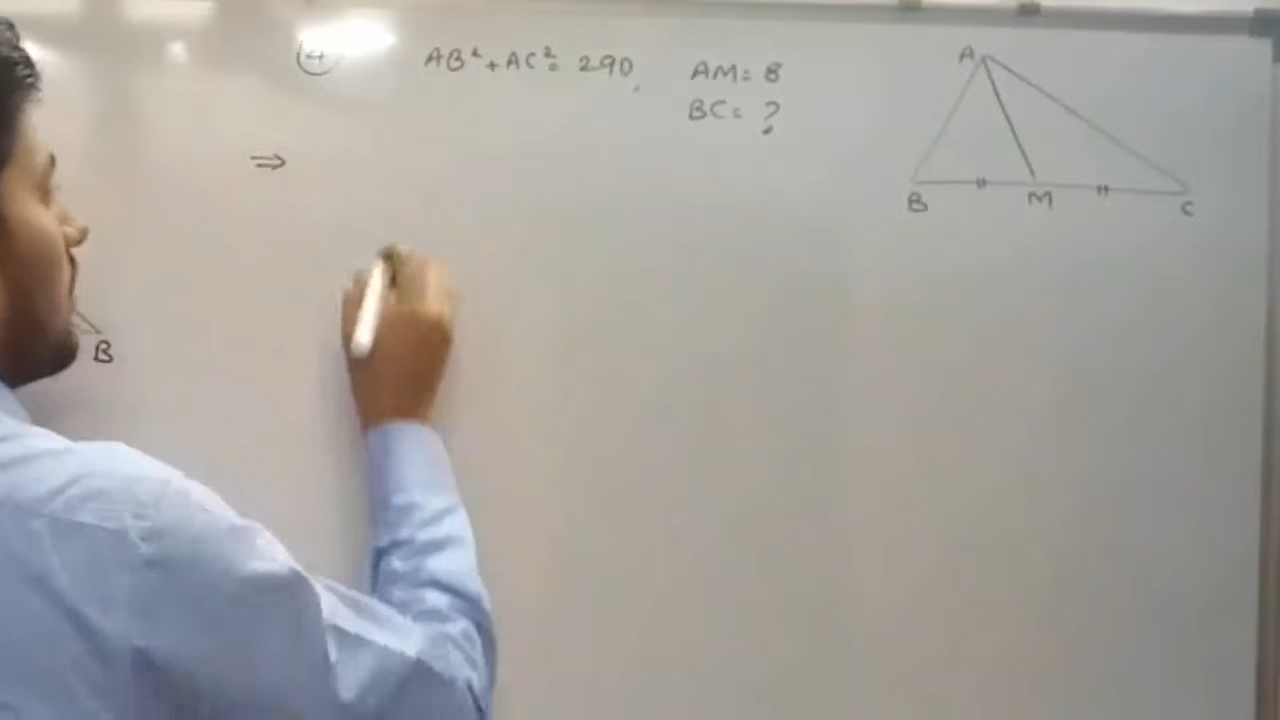 ④ AB²+AC²= 290, AM= 8
BC= ?
⇒
A
B M C
B